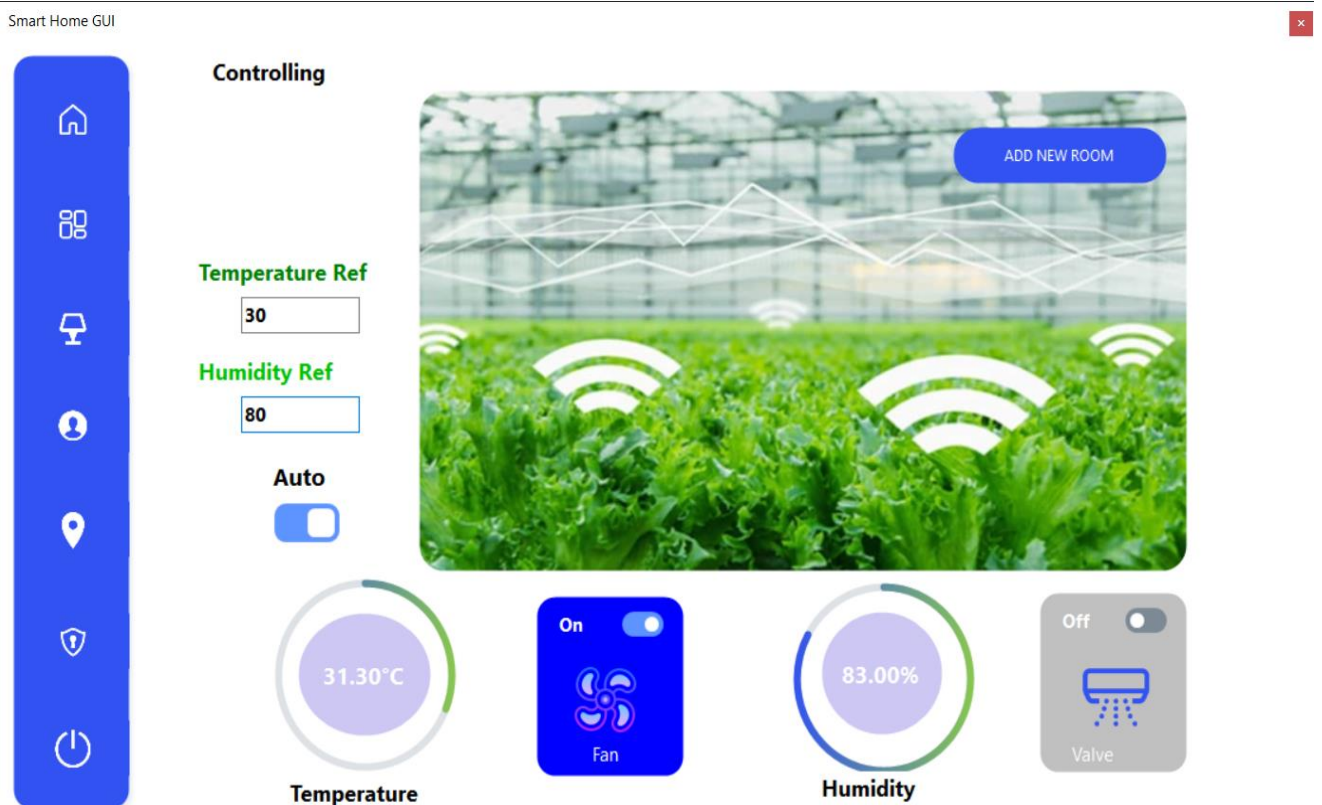 Smart Home GUI
Controlling
ADD NEW ROOM
Temperature Ref
30
Humidity Ref
80
Auto
31.30°C
Temperature
On
Fan
83.00%
Humidity
Off
Valve